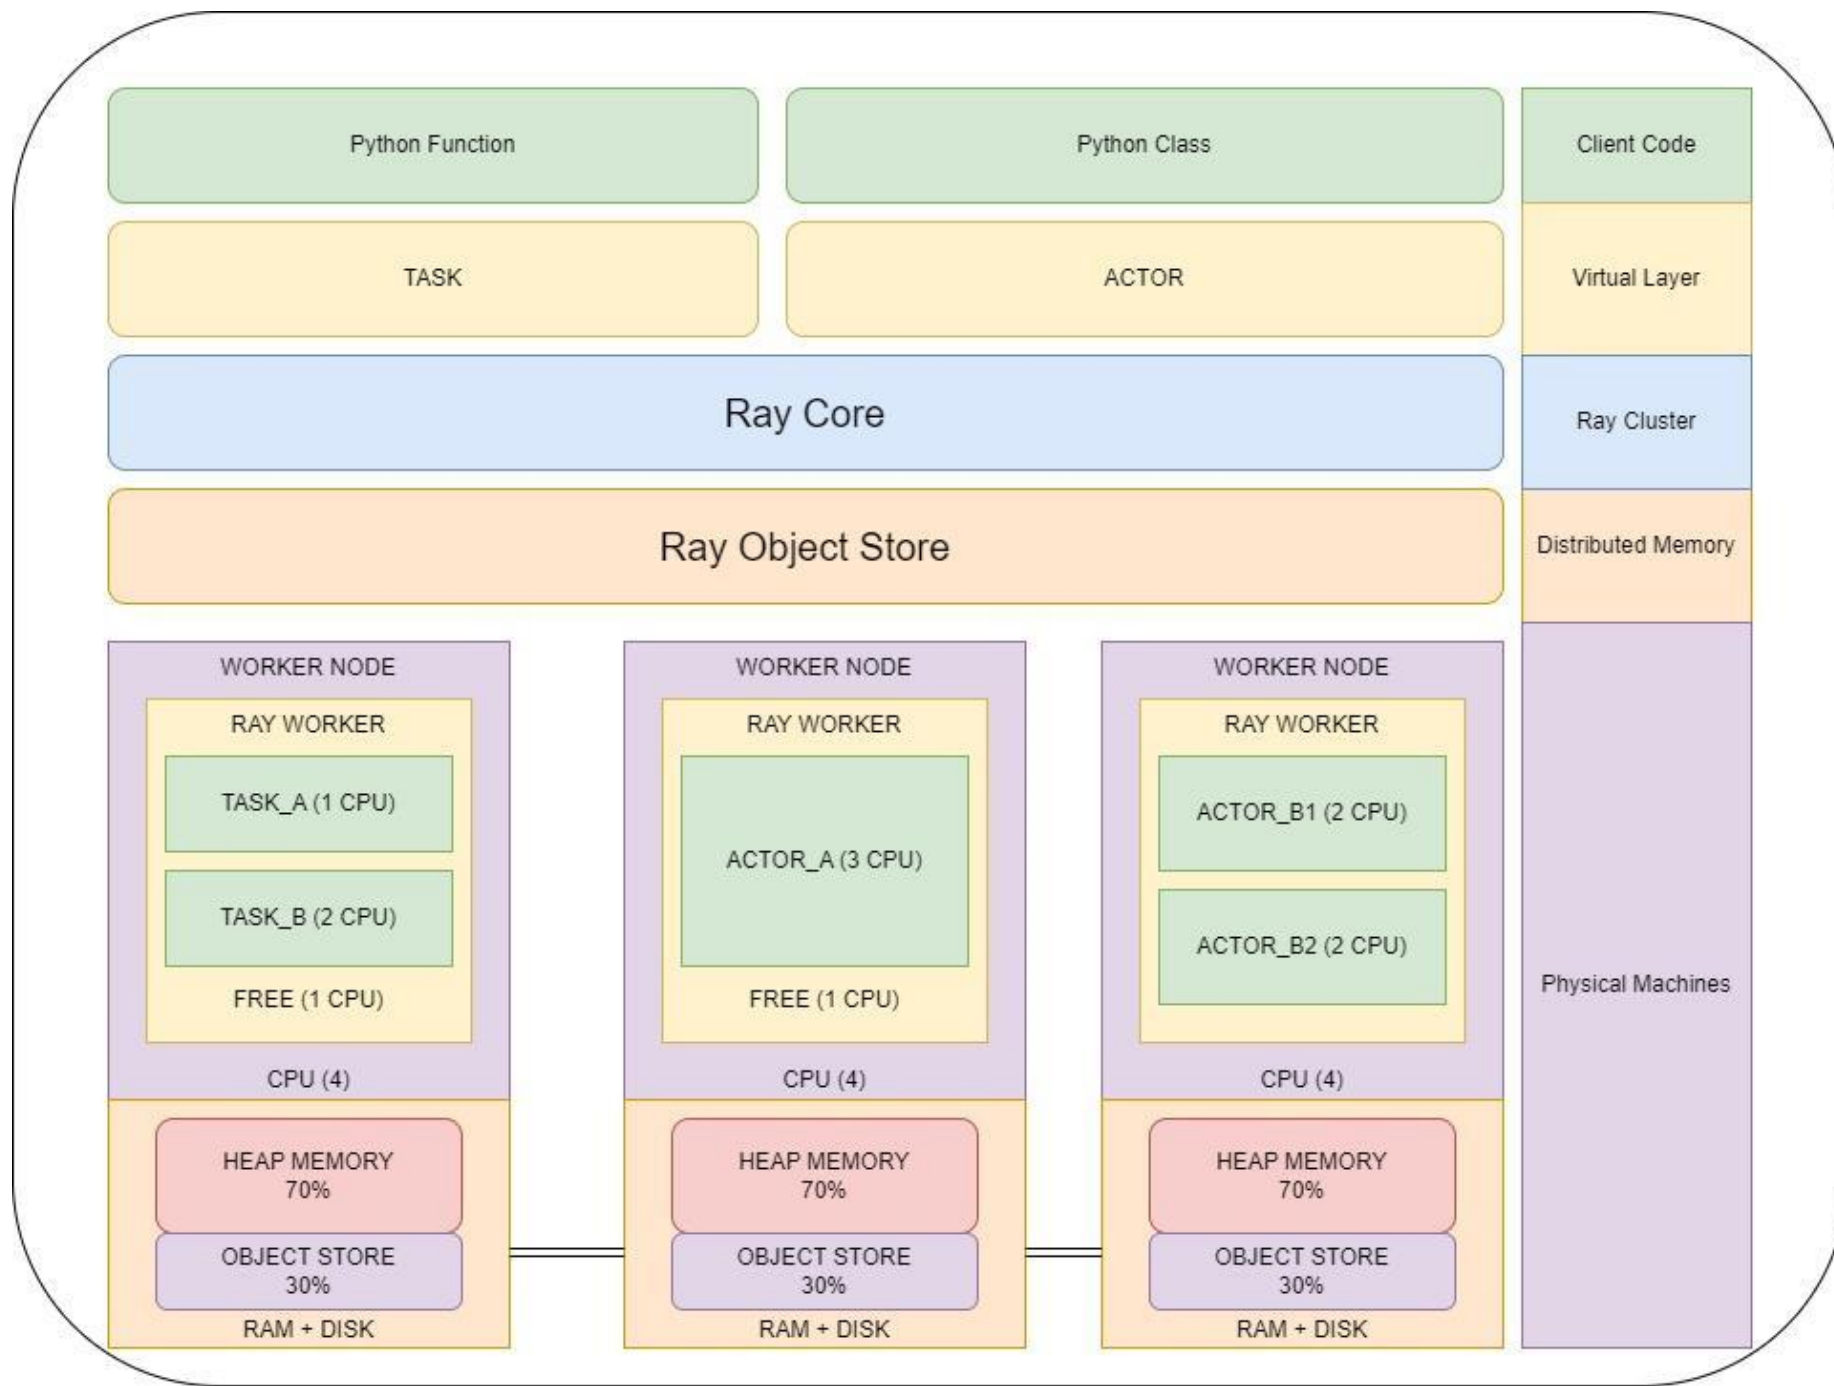 Python Function
Python Class
Client Code
TASK
ACTOR
Virtual Layer
Ray Core
Ray Cluster
Ray Object Store
Distributed Memory
WORKER NODE
RAY WORKER
TASK_A (1 CPU)
TASK_B (2 CPU)
FREE (1 CPU)
CPU (4)
HEAP MEMORY
70%
OBJECT STORE
30%
RAM + DISK
WORKER NODE
RAY WORKER
ACTOR_A (3 CPU)
FREE (1 CPU)
CPU (4)
HEAP MEMORY
70%
OBJECT STORE
30%
RAM + DISK
WORKER NODE
RAY WORKER
ACTOR_B1 (2 CPU)
ACTOR_B2 (2 CPU)
CPU (4)
HEAP MEMORY
70%
OBJECT STORE
30%
RAM + DISK
Physical Machines